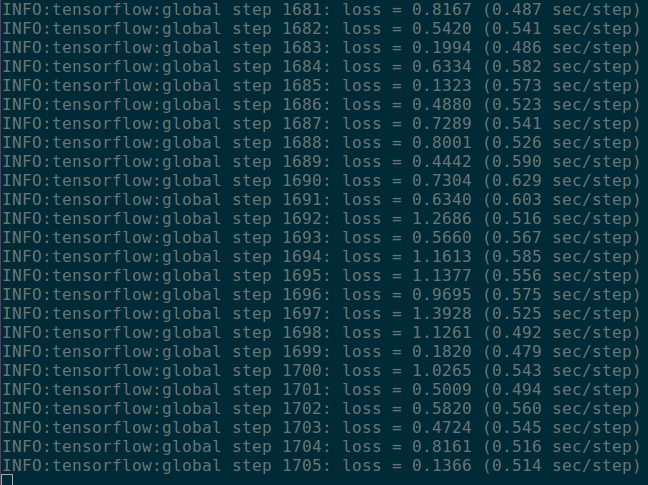 INFO:tensorflow:global step 1681: loss = 0.8167 (0.487 sec/step)
INFO:tensorflow:global step 1682: loss = 0.5420 (0.541 sec/step)
INFO:tensorflow:global step 1683: loss = 0.1994 (0.486 sec/step)
INFO:tensorflow:global step 1684: loss = 0.6334 (0.582 sec/step)
INFO:tensorflow:global step 1685: loss = 0.1323 (0.573 sec/step)
INFO:tensorflow:global step 1686: loss = 0.4880 (0.523 sec/step)
INFO:tensorflow:global step 1687: loss = 0.7289 (0.541 sec/step)
INFO:tensorflow:global step 1688: loss = 0.8001 (0.526 sec/step)
INFO:tensorflow:global step 1689: loss = 0.4442 (0.590 sec/step)
INFO:tensorflow:global step 1690: loss = 0.7304 (0.629 sec/step)
INFO:tensorflow:global step 1691: loss = 0.6340 (0.603 sec/step)
INFO:tensorflow:global step 1692: loss = 1.2686 (0.516 sec/step)
INFO:tensorflow:global step 1693: loss = 0.5660 (0.567 sec/step)
INFO:tensorflow:global step 1694: loss = 1.1613 (0.585 sec/step)
INFO:tensorflow:global step 1695: loss = 1.1377 (0.556 sec/step)
INFO:tensorflow:global step 1696: loss = 0.9695 (0.575 sec/step)
INFO:tensorflow:global step 1697: loss = 1.3928 (0.525 sec/step)
INFO:tensorflow:global step 1698: loss = 1.1261 (0.492 sec/step)
INFO:tensorflow:global step 1699: loss = 0.1820 (0.479 sec/step)
INFO:tensorflow:global step 1700: loss = 1.0265 (0.543 sec/step)
INFO:tensorflow:global step 1701: loss = 0.5009 (0.494 sec/step)
INFO:tensorflow:global step 1702: loss = 0.5820 (0.560 sec/step)
INFO:tensorflow:global step 1703: loss = 0.4724 (0.545 sec/step)
INFO:tensorflow:global step 1704: loss = 0.8161 (0.516 sec/step)
INFO:tensorflow:global step 1705: loss = 0.1366 (0.514 sec/step)